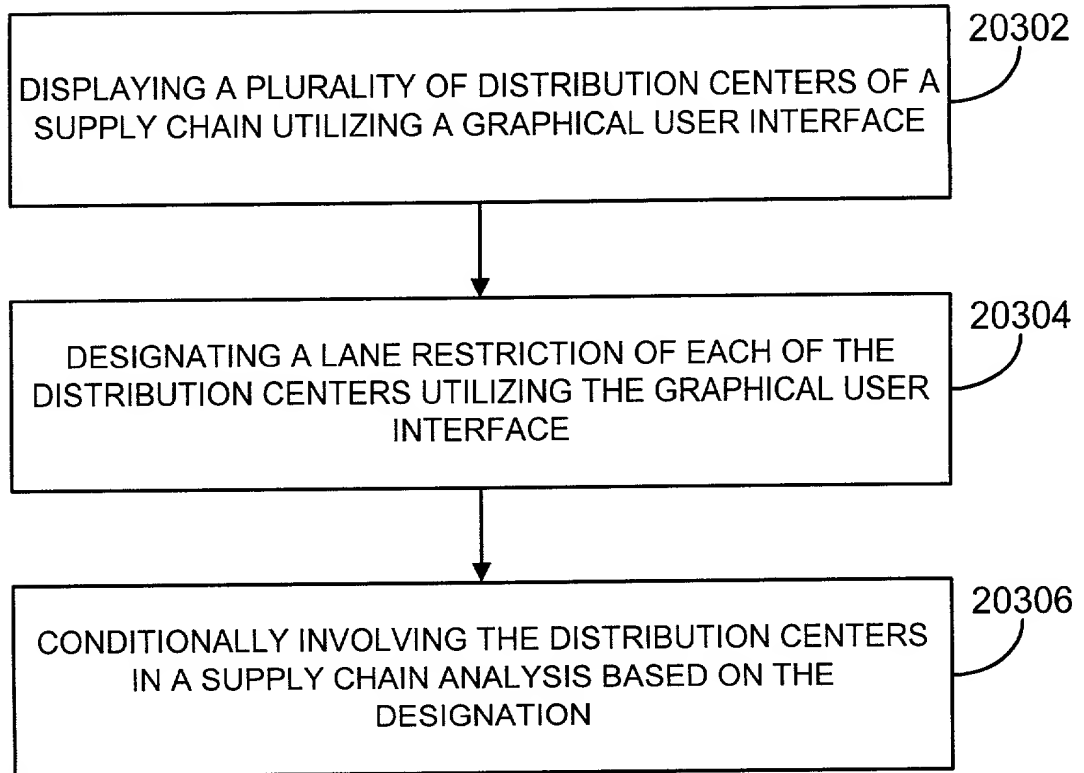 20302
DISPLAYING A PLURALITY OF DISTRIBUTION CENTERS OF A
SUPPLY CHAIN UTILIZING A GRAPHICAL USER INTERFACE
20304
DESIGNATING A LANE RESTRICTION OF EACH OF THE
DISTRIBUTION CENTERS UTILIZING THE GRAPHICAL USER
INTERFACE
20306
CONDITIONALLY INVOLVING THE DISTRIBUTION CENTERS
IN A SUPPLY CHAIN ANALYSIS BASED ON THE
DESIGNATION